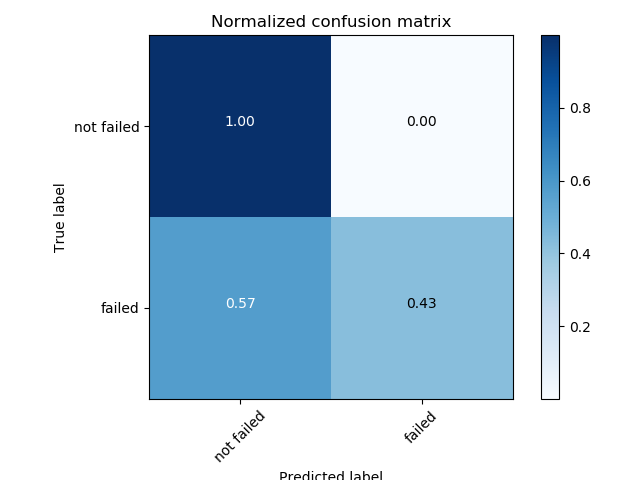 Normalized confusion matrix
True label
not failed
1.00
0.00
failed
0.57
0.43
not failed
failed
Predicted label
0.8
0.6
0.4
0.2